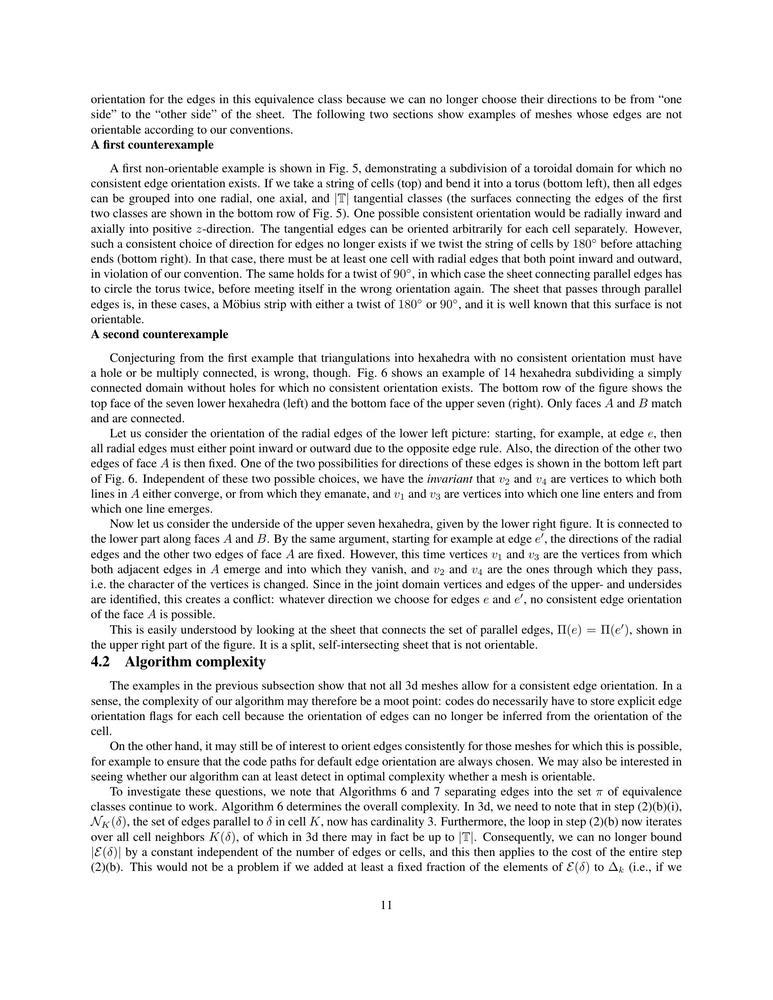 orientation for the edges in this equivalence class because we can no longer choose their directions to be from “one
side” to the “other side” of the sheet. The following two sections show examples of meshes whose edges are not
orientable according to our conventions.
A first counterexample
A first non-orientable example is shown in Fig. 5, demonstrating a subdivision of a toroidal domain for which no
consistent edge orientation exists. If we take a string of cells (top) and bend it into a torus (bottom left), then all edges
can be grouped into one radial, one axial, and |𝕋| tangential classes (the surfaces connecting the edges of the first
two classes are shown in the bottom row of Fig. 5). One possible consistent orientation would be radially inward and
axially into positive z-direction. The tangential edges can be oriented arbitrarily for each cell separately. However,
such a consistent choice of direction for edges no longer exists if we twist the string of cells by 180° before attaching
ends (bottom right). In that case, there must be at least one cell with radial edges that both point inward and outward,
in violation of our convention. The same holds for a twist of 90°, in which case the sheet connecting parallel edges has
to circle the torus twice, before meeting itself in the wrong orientation again. The sheet that passes through parallel
edges is, in these cases, a Möbius strip with either a twist of 180° or 90°, and it is well known that this surface is not
orientable.
A second counterexample
Conjecturing from the first example that triangulations into hexahedra with no consistent orientation must have
a hole or be multiply connected, is wrong, though. Fig. 6 shows an example of 14 hexahedra subdividing a simply
connected domain without holes for which no consistent orientation exists. The bottom row of the figure shows the
top face of the seven lower hexahedra (left) and the bottom face of the upper seven (right). Only faces A and B match
and are connected.
Let us consider the orientation of the radial edges of the lower left picture: starting, for example, at edge e, then
all radial edges must either point inward or outward due to the opposite edge rule. Also, the direction of the other two
edges of face A is then fixed. One of the two possibilities for directions of these edges is shown in the bottom left part
of Fig. 6. Independent of these two possible choices, we have the invariant that v₂ and v₄ are vertices to which both
lines in A either converge, or from which they emanate, and v₁ and v₃ are vertices into which one line enters and from
which one line emerges.
Now let us consider the underside of the upper seven hexahedra, given by the lower right figure. It is connected to
the lower part along faces A and B. By the same argument, starting for example at edge e′, the directions of the radial
edges and the other two edges of face A are fixed. However, this time vertices v₁ and v₃ are the vertices from which
both adjacent edges in A emerge and into which they vanish, and v₂ and v₄ are the ones through which they pass,
i.e. the character of the vertices is changed. Since in the joint domain vertices and edges of the upper- and undersides
are identified, this creates a conflict: whatever direction we choose for edges e and e′, no consistent edge orientation
of the face A is possible.
This is easily understood by looking at the sheet that connects the set of parallel edges, Π(e) = Π(e′), shown in
the upper right part of the figure. It is a split, self-intersecting sheet that is not orientable.
4.2 Algorithm complexity
The examples in the previous subsection show that not all 3d meshes allow for a consistent edge orientation. In a
sense, the complexity of our algorithm may therefore be a moot point: codes do necessarily have to store explicit edge
orientation flags for each cell because the orientation of edges can no longer be inferred from the orientation of the
cell.
On the other hand, it may still be of interest to orient edges consistently for those meshes for which this is possible,
for example to ensure that the code paths for default edge orientation are always chosen. We may also be interested in
seeing whether our algorithm can at least detect in optimal complexity whether a mesh is orientable.
To investigate these questions, we note that Algorithms 6 and 7 separating edges into the set π of equivalence
classes continue to work. Algorithm 6 determines the overall complexity. In 3d, we need to note that in step (2)(b)(i),
𝒩_K(δ), the set of edges parallel to δ in cell K, now has cardinality 3. Furthermore, the loop in step (2)(b) now iterates
over all cell neighbors K(δ), of which in 3d there may in fact be up to |𝕋|. Consequently, we can no longer bound
|ℰ(δ)| by a constant independent of the number of edges or cells, and this then applies to the cost of the entire step
(2)(b). This would not be a problem if we added at least a fixed fraction of the elements of ℰ(δ) to Δ_k (i.e., if we
11